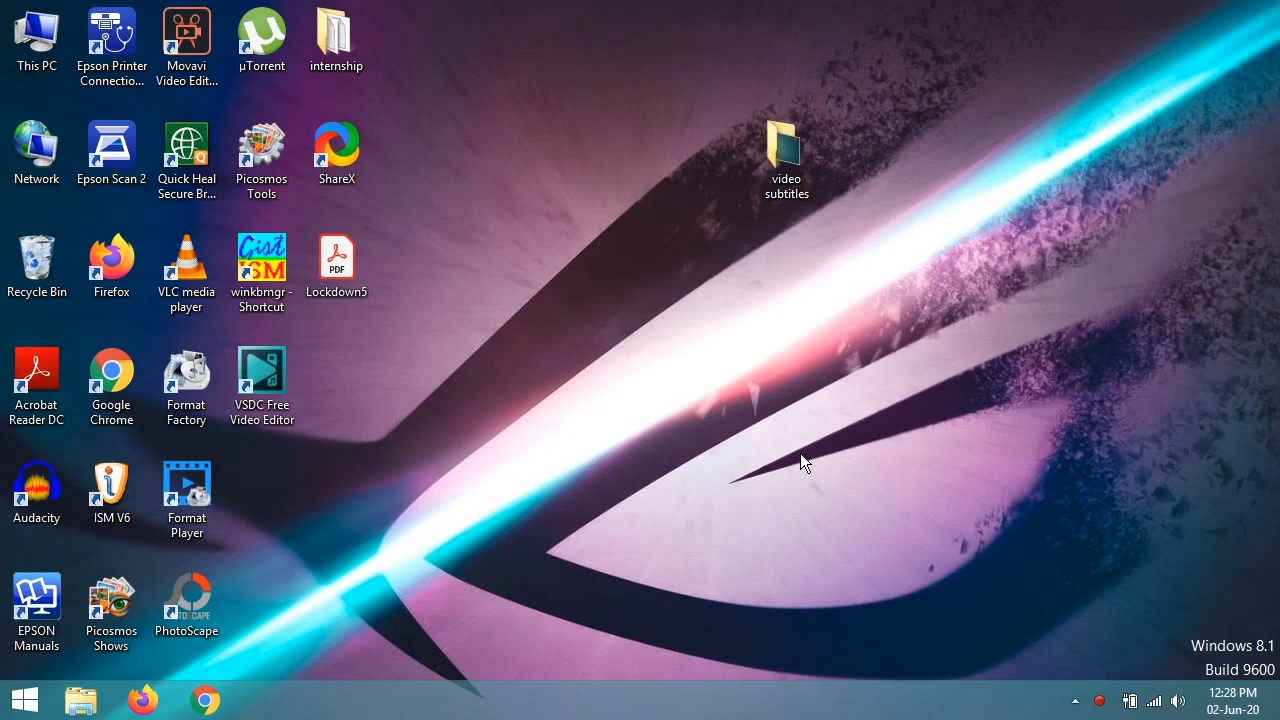 This PC
Epson Printer
Connectio...
Movavi
Video Edit...
µTorrent
internship
Network
Epson Scan 2
Quick Heal
Secure Br...
Picosmos
Tools
ShareX
video
subtitles
Recycle Bin
Firefox
VLC media
player
Gist
ISM
winkbmgr -
Shortcut
PDF
Lockdown5
Acrobat
Reader DC
Google
Chrome
Format
Factory
VSDC Free
Video Editor
Audacity
ISM V6
Format
Player
EPSON
Manuals
Picosmos
Shows
PhotoScape
Windows 8.1
Build 9600
12:28 PM
02-Jun-20